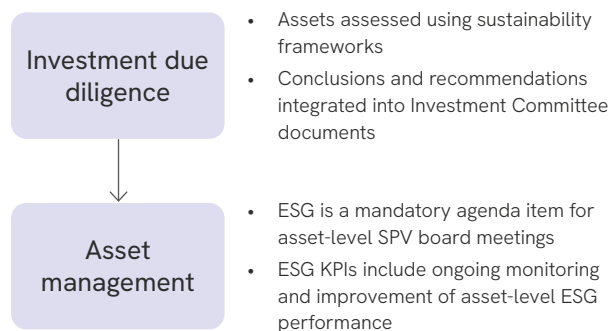 Investment due
diligence
• Assets assessed using sustainability
frameworks
• Conclusions and recommendations
integrated into Investment Committee
documents
Asset
management
• ESG is a mandatory agenda item for
asset-level SPV board meetings
• ESG KPIs include ongoing monitoring
and improvement of asset-level ESG
performance